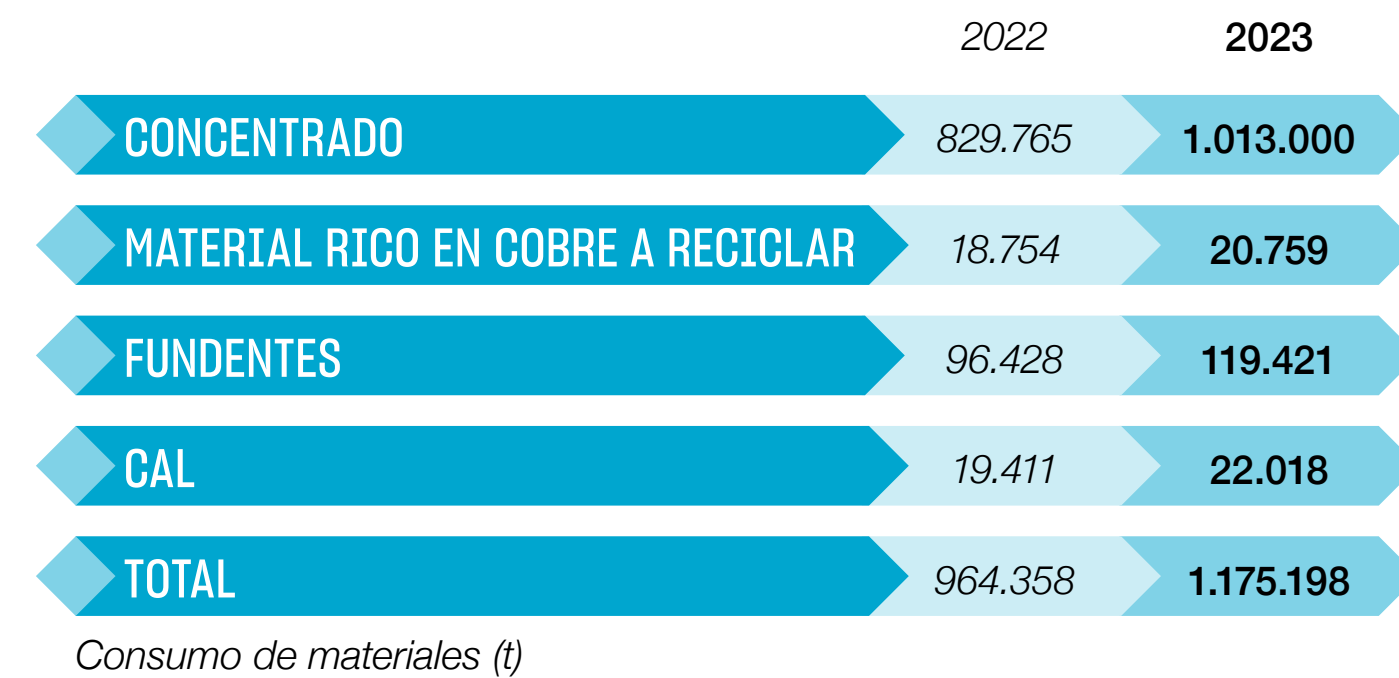 2022 2023
CONCENTRADO 829.765 1.013.000
MATERIAL RICO EN COBRE A RECICLAR 18.754 20.759
FUNDENTES 96.428 119.421
CAL 19.411 22.018
TOTAL 964.358 1.175.198
Consumo de materiales (t)